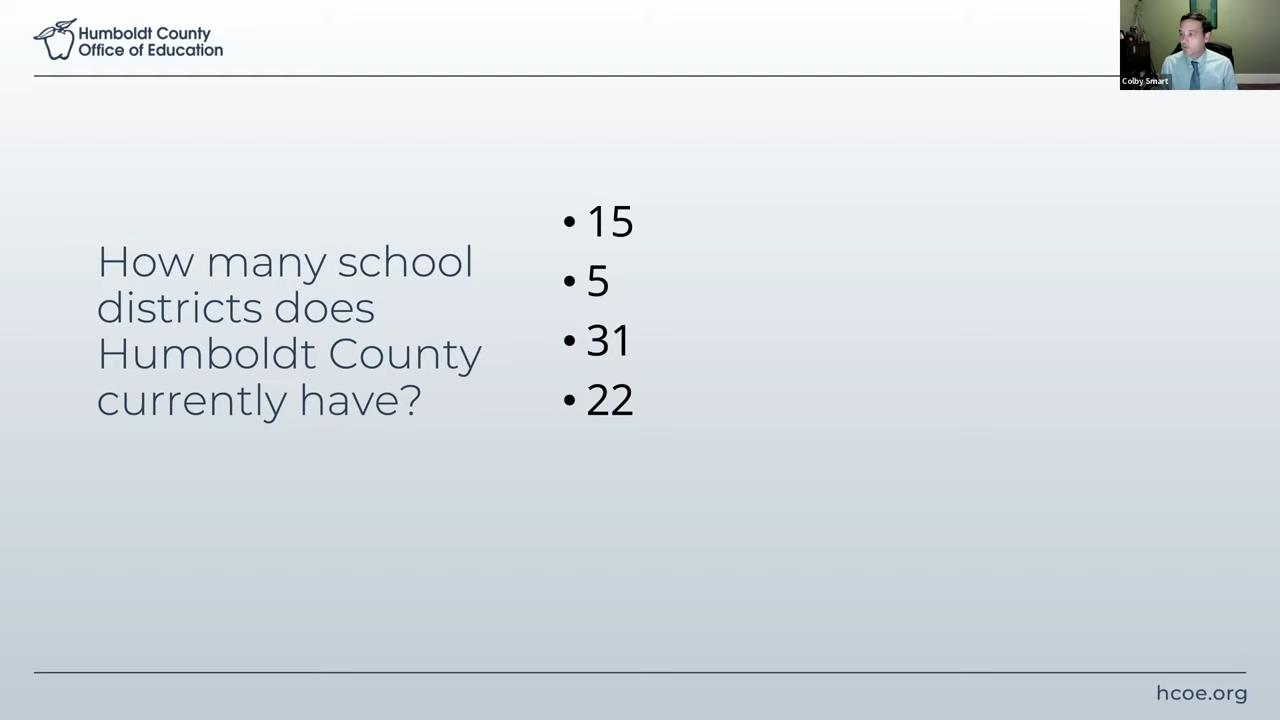 Humboldt County
Office of Education
Colby Smart
How many school
districts does
Humboldt County
currently have?
• 15
• 5
• 31
• 22
hcoe.org